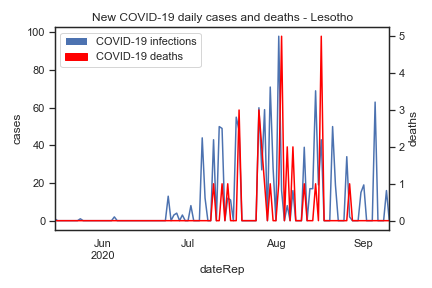 New COVID-19 daily cases and deaths - Lesotho
COVID-19 infections
COVID-19 deaths
100
80
60
40
20
0
cases
5
4
3
2
1
0
deaths
Jun
2020
Jul
Aug
Sep
dateRep